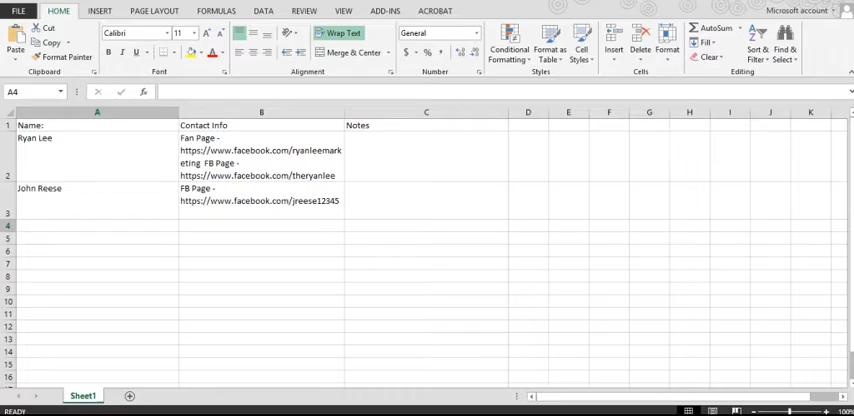 FILE HOME INSERT PAGE LAYOUT FORMULAS DATA REVIEW VIEW ADD-INS ACROBAT Microsoft account
Cut
Copy
Format Painter
Paste
Clipboard
Calibri 11
B I U
Font
Wrap Text
Merge & Center
Alignment
General
$ % ,
Number
Conditional Formatting
Format as Table
Cell Styles
Styles
Insert Delete Format
Cells
AutoSum
Fill
Clear
Sort & Filter
Find & Select
Editing
A4 fx
A B C D E F G H I J K
1 Name: Contact Info Notes
2 Ryan Lee
Fan Page -
https://www.facebook.com/ryanleemark
eting FB Page -
https://www.facebook.com/theryanlee
3 John Reese
FB Page -
https://www.facebook.com/jreese12345
4
5
6
7
8
9
10
11
12
13
14
15
16
Sheet1
READY 100%